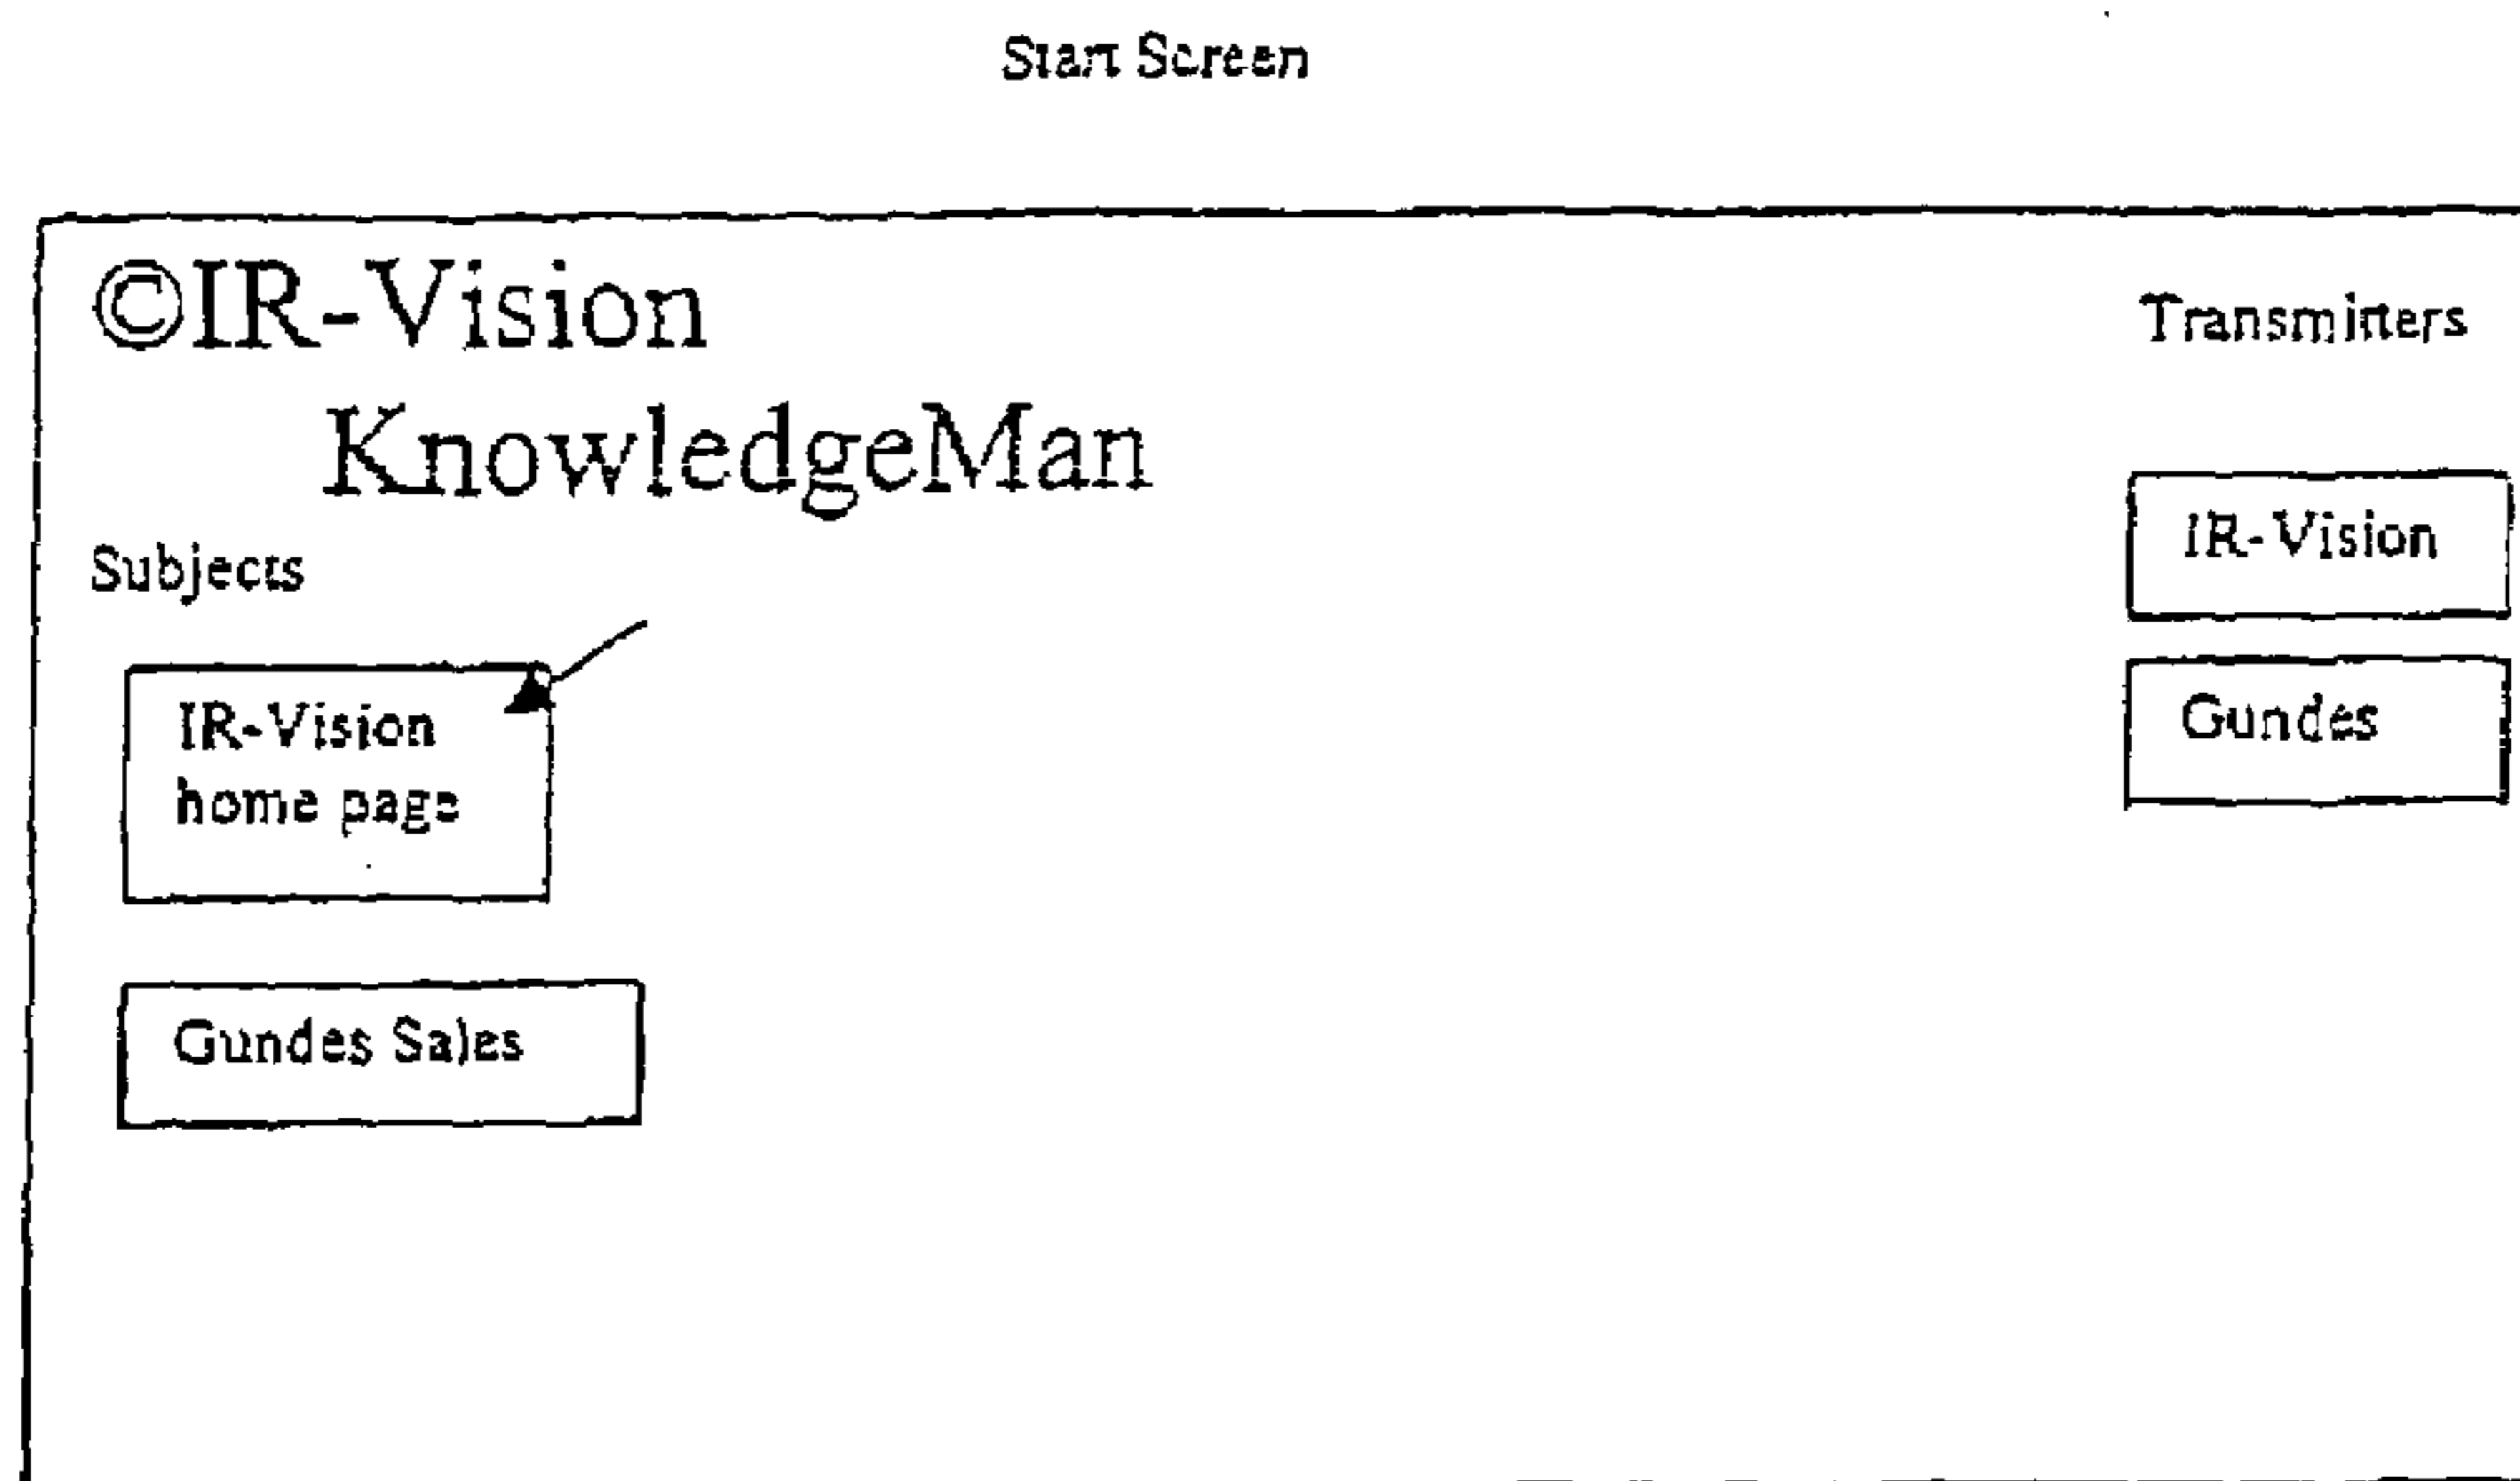 Start Screen
©IR-Vision
KnowledgeMan
Subjects
IR-Vision
home page
Gundes Sales
Transmitters
IR-Vision
Gundes